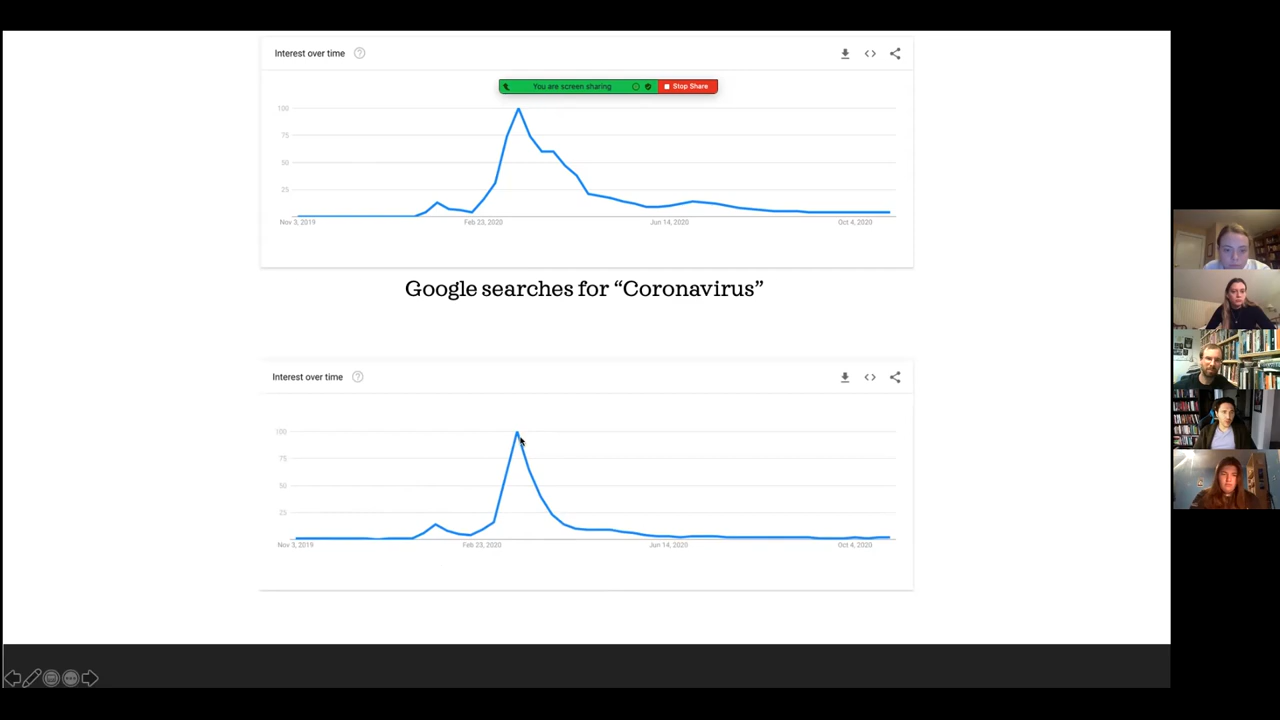 Interest over time
You are screen sharing
Stop Share
100
75
50
25
Nov 3, 2019
Feb 23, 2020
Jun 14, 2020
Oct 4, 2020
Google searches for “Coronavirus”
Interest over time
100
75
50
25
Nov 3, 2019
Feb 23, 2020
Jun 14, 2020
Oct 4, 2020